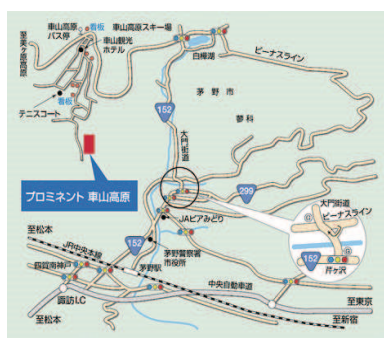 至美ヶ原高原
車山高原
バス停
看板
車山高原スキー場
車山観光
ホテル
白樺湖
ビーナスライン
看板
テニスコート
152
茅野市
蓼科
大門街道
プロミネント 車山高原
299
JAピアみどり
大門街道
ビーナスライン
152
芹ヶ沢
至松本
JR中央本線
152
茅野警察署
市役所
茅野駅
四賀南神戸
中央自動車道
諏訪I.C
至東京
至松本
至新宿